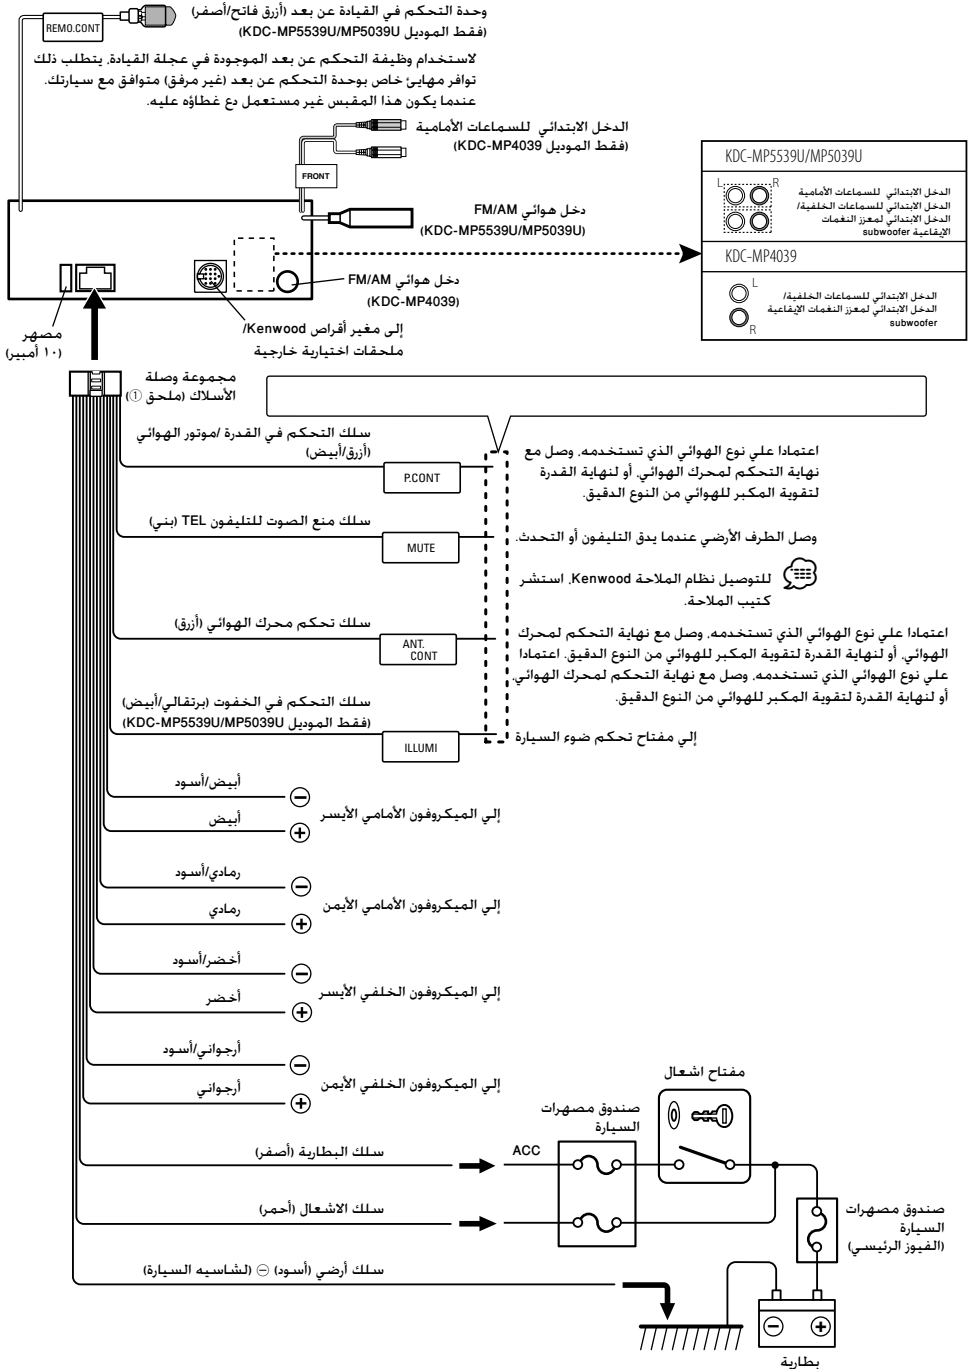 وحدة التحكم في القيادة عن بعد (أزرق فاتح/أصفر)
(فقط الموديل KDC-MP5539U/MP5039U)
REMO.CONT
لاستخدام وظيفة التحكم عن بعد الموجودة في عجلة القيادة، يتطلب ذلك
توافر مهايئ خاص بوحدة التحكم عن بعد (غير مرفق) متوافق مع سيارتك.
عندما يكون هذا المقبس غير مستعمل دع غطاؤه عليه.
الدخل الابتدائي للسماعات الأمامية
(فقط الموديل KDC-MP4039)
FRONT
دخل هوائي FM/AM
(KDC-MP5539U/MP5039U)
دخل هوائي FM/AM
(KDC-MP4039)
إلى مغير أقراص Kenwood/
ملحقات اختيارية خارجية
مصهر
(١٠ أمبير)
KDC-MP5539U/MP5039U
L
R
الدخل الابتدائي للسماعات الأمامية
الدخل الابتدائي للسماعات الخلفية/
الدخل الابتدائي لمعزز النغمات
الإيقاعية subwoofer
KDC-MP4039
L
R
الدخل الابتدائي للسماعات الخلفية/
الدخل الابتدائي لمعزز النغمات الايقاعية
subwoofer
مجموعة وصلة
الأسلاك (ملحق ①)
سلك التحكم في القدرة /موتور الهوائي
(أزرق/أبيض)
P.CONT
اعتمادا علي نوع الهوائي الذي تستخدمه، وصل مع
نهاية التحكم لمحرك الهوائي، أو لنهاية القدرة
لتقوية المكبر للهوائي من النوع الدقيق.
سلك منع الصوت للتليفون TEL (بني)
MUTE
وصل الطرف الأرضي عندما يدق التليفون أو التحدث.
للتوصيل نظام الملاحة Kenwood، استشر
كتيب الملاحة.
سلك تحكم محرك الهوائي (أزرق)
ANT.
CONT
اعتمادا علي نوع الهوائي الذي تستخدمه، وصل مع نهاية التحكم لمحرك
الهوائي، أو لنهاية القدرة لتقوية المكبر للهوائي من النوع الدقيق. اعتمادا
علي نوع الهوائي الذي تستخدمه، وصل مع نهاية التحكم لمحرك الهوائي،
أو لنهاية القدرة لتقوية المكبر للهوائي من النوع الدقيق.
سلك التحكم في الخفوت (برتقالي/أبيض)
(فقط الموديل KDC-MP5539U/MP5039U)
ILLUMI
إلي مفتاح تحكم ضوء السيارة
أبيض/أسود
أبيض
إلي الميكروفون الأمامي الأيسر
رمادي/أسود
رمادي
إلي الميكروفون الأمامي الأيمن
أخضر/أسود
أخضر
إلي الميكروفون الخلفي الأيسر
أرجواني/أسود
أرجواني
إلي الميكروفون الخلفي الأيمن
مفتاح اشعال
صندوق مصهرات
السيارة
ACC
سلك البطارية (أصفر)
سلك الاشعال (أحمر)
صندوق مصهرات
السيارة
(الفيوز الرئيسي)
سلك أرضي (أسود) ⊖ (لشاسيه السيارة)
بطارية